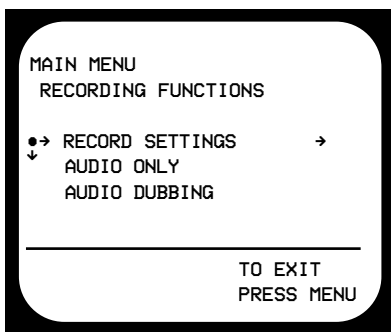 MAIN MENU
RECORDING FUNCTIONS
●→ RECORD SETTINGS →
↓ AUDIO ONLY
AUDIO DUBBING
TO EXIT
PRESS MENU